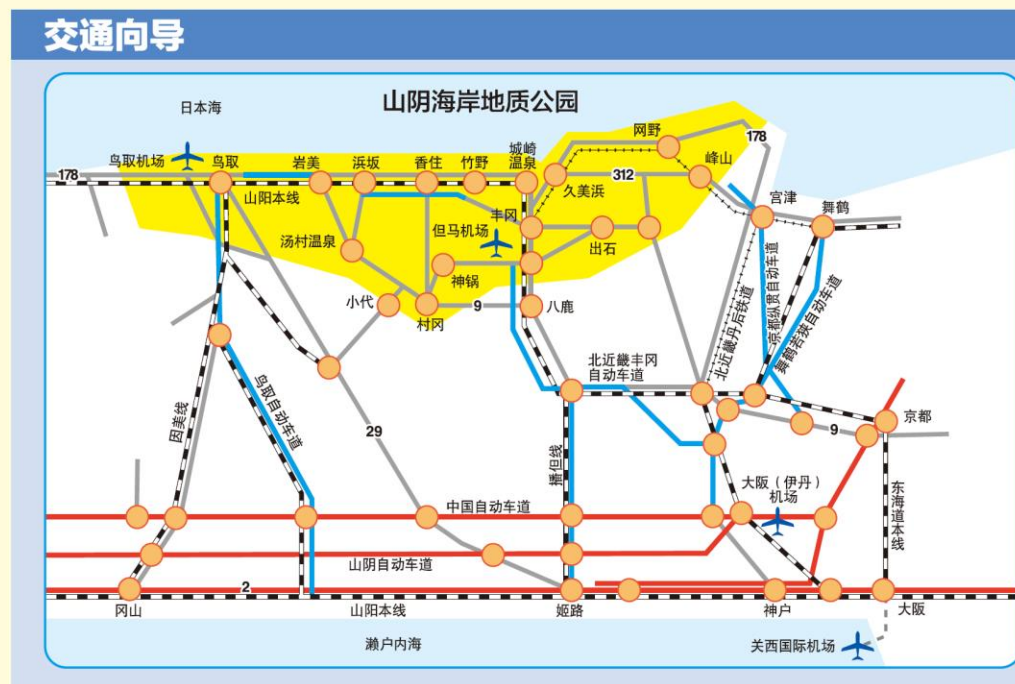 交通向导
日本海
山阴海岸地质公园
鸟取机场
鸟取
岩美
浜坂
香住
竹野
城崎
温泉
网野
178
178
峰山
312
久美浜
山阳本线
宫津
舞鹤
丰冈
但马机场
出石
汤村温泉
神锅
小代
村冈
9
八鹿
北近畿丹后铁道
京都纵贯自动车道
舞鹤若狭自动车道
北近畿丰冈
自动车道
因美线
鸟取自动车道
29
播但线
9
京都
大阪（伊丹）
机场
东海道本线
中国自动车道
山阴自动车道
2
冈山
山阳本线
姬路
神户
大阪
濑户内海
关西国际机场